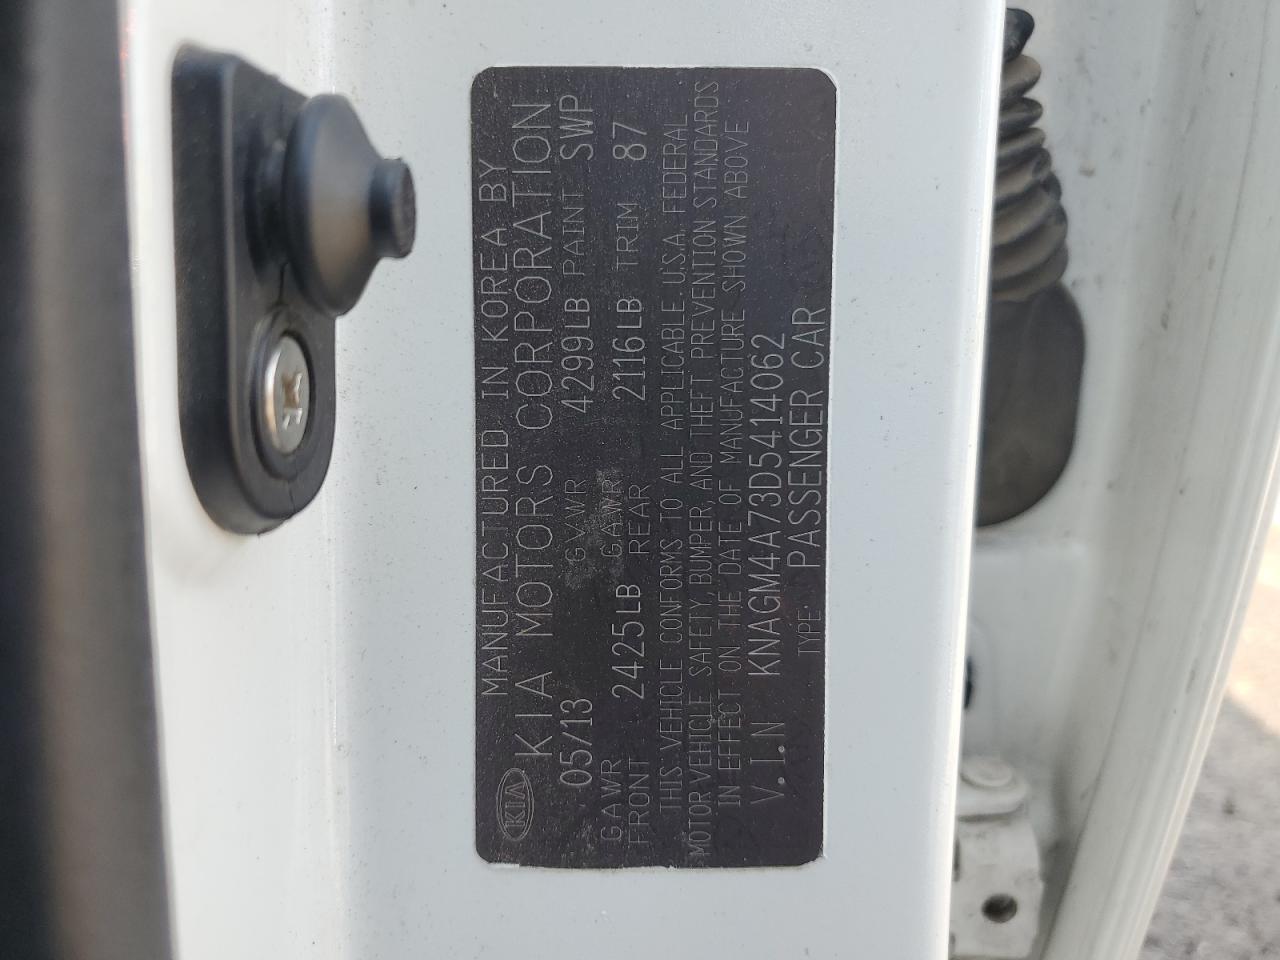 MANUFACTURED IN KOREA BY
KIA KIA MOTORS CORPORATION
05/13 GVWR 4299LB PAINT SWP
GAWR FRONT 2425LB GAWR REAR 2116LB TRIM 87
THIS VEHICLE CONFORMS TO ALL APPLICABLE U.S.A. FEDERAL
MOTOR VEHICLE SAFETY, BUMPER, AND THEFT PREVENTION STANDARDS
IN EFFECT ON THE DATE OF MANUFACTURE SHOWN ABOVE
V.I.N KNAGM4A73D5414062
TYPE: PASSENGER CAR